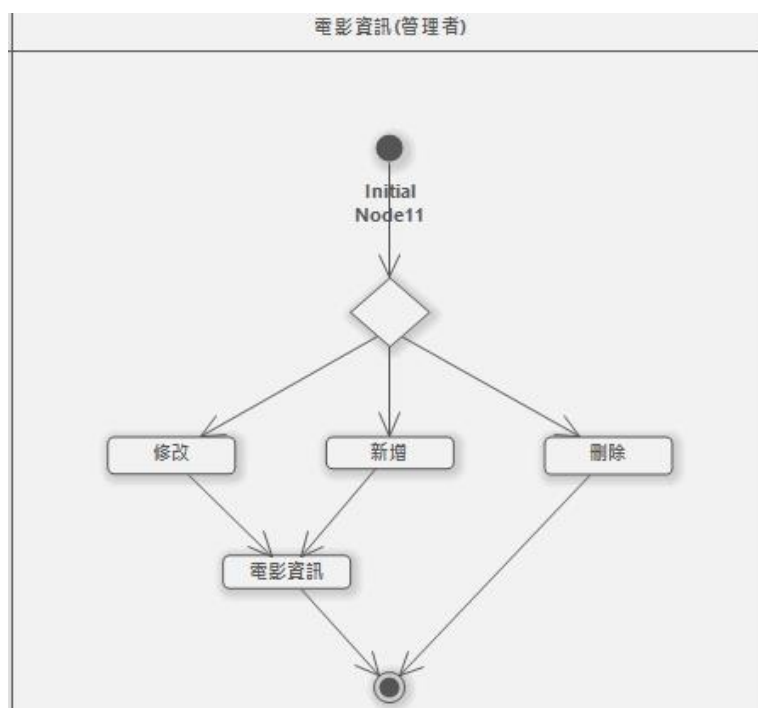 電影資訊(管理者)
Initial
Node11
修改
新增
刪除
電影資訊